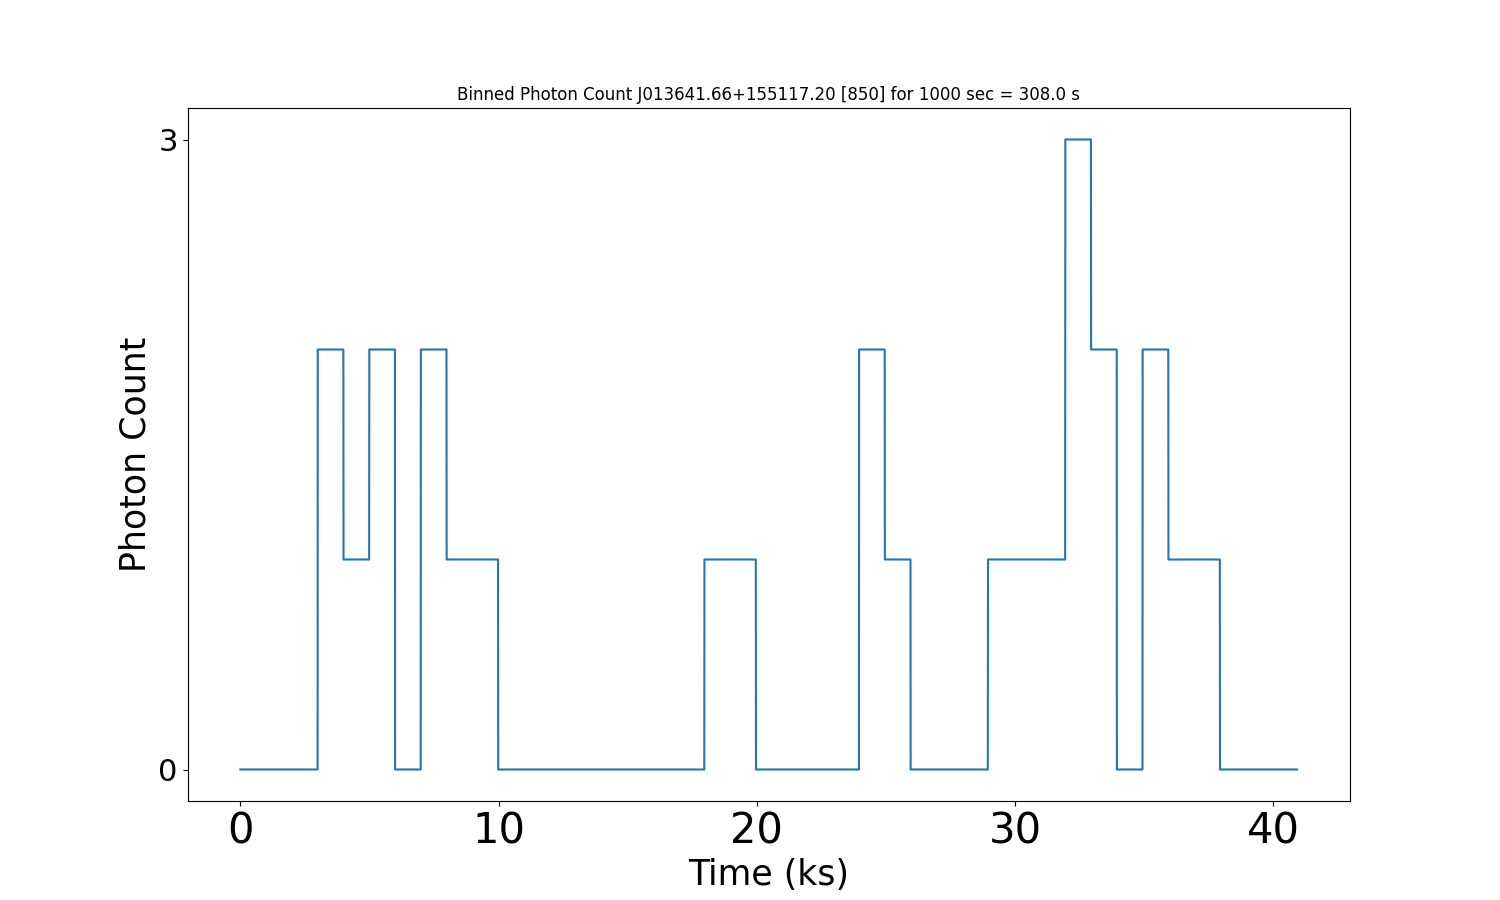 Binned Photon Count J013641.66+155117.20 [850] for 1000 sec = 308.0 s
3
Photon Count
0
0 10 20 30 40
Time (ks)